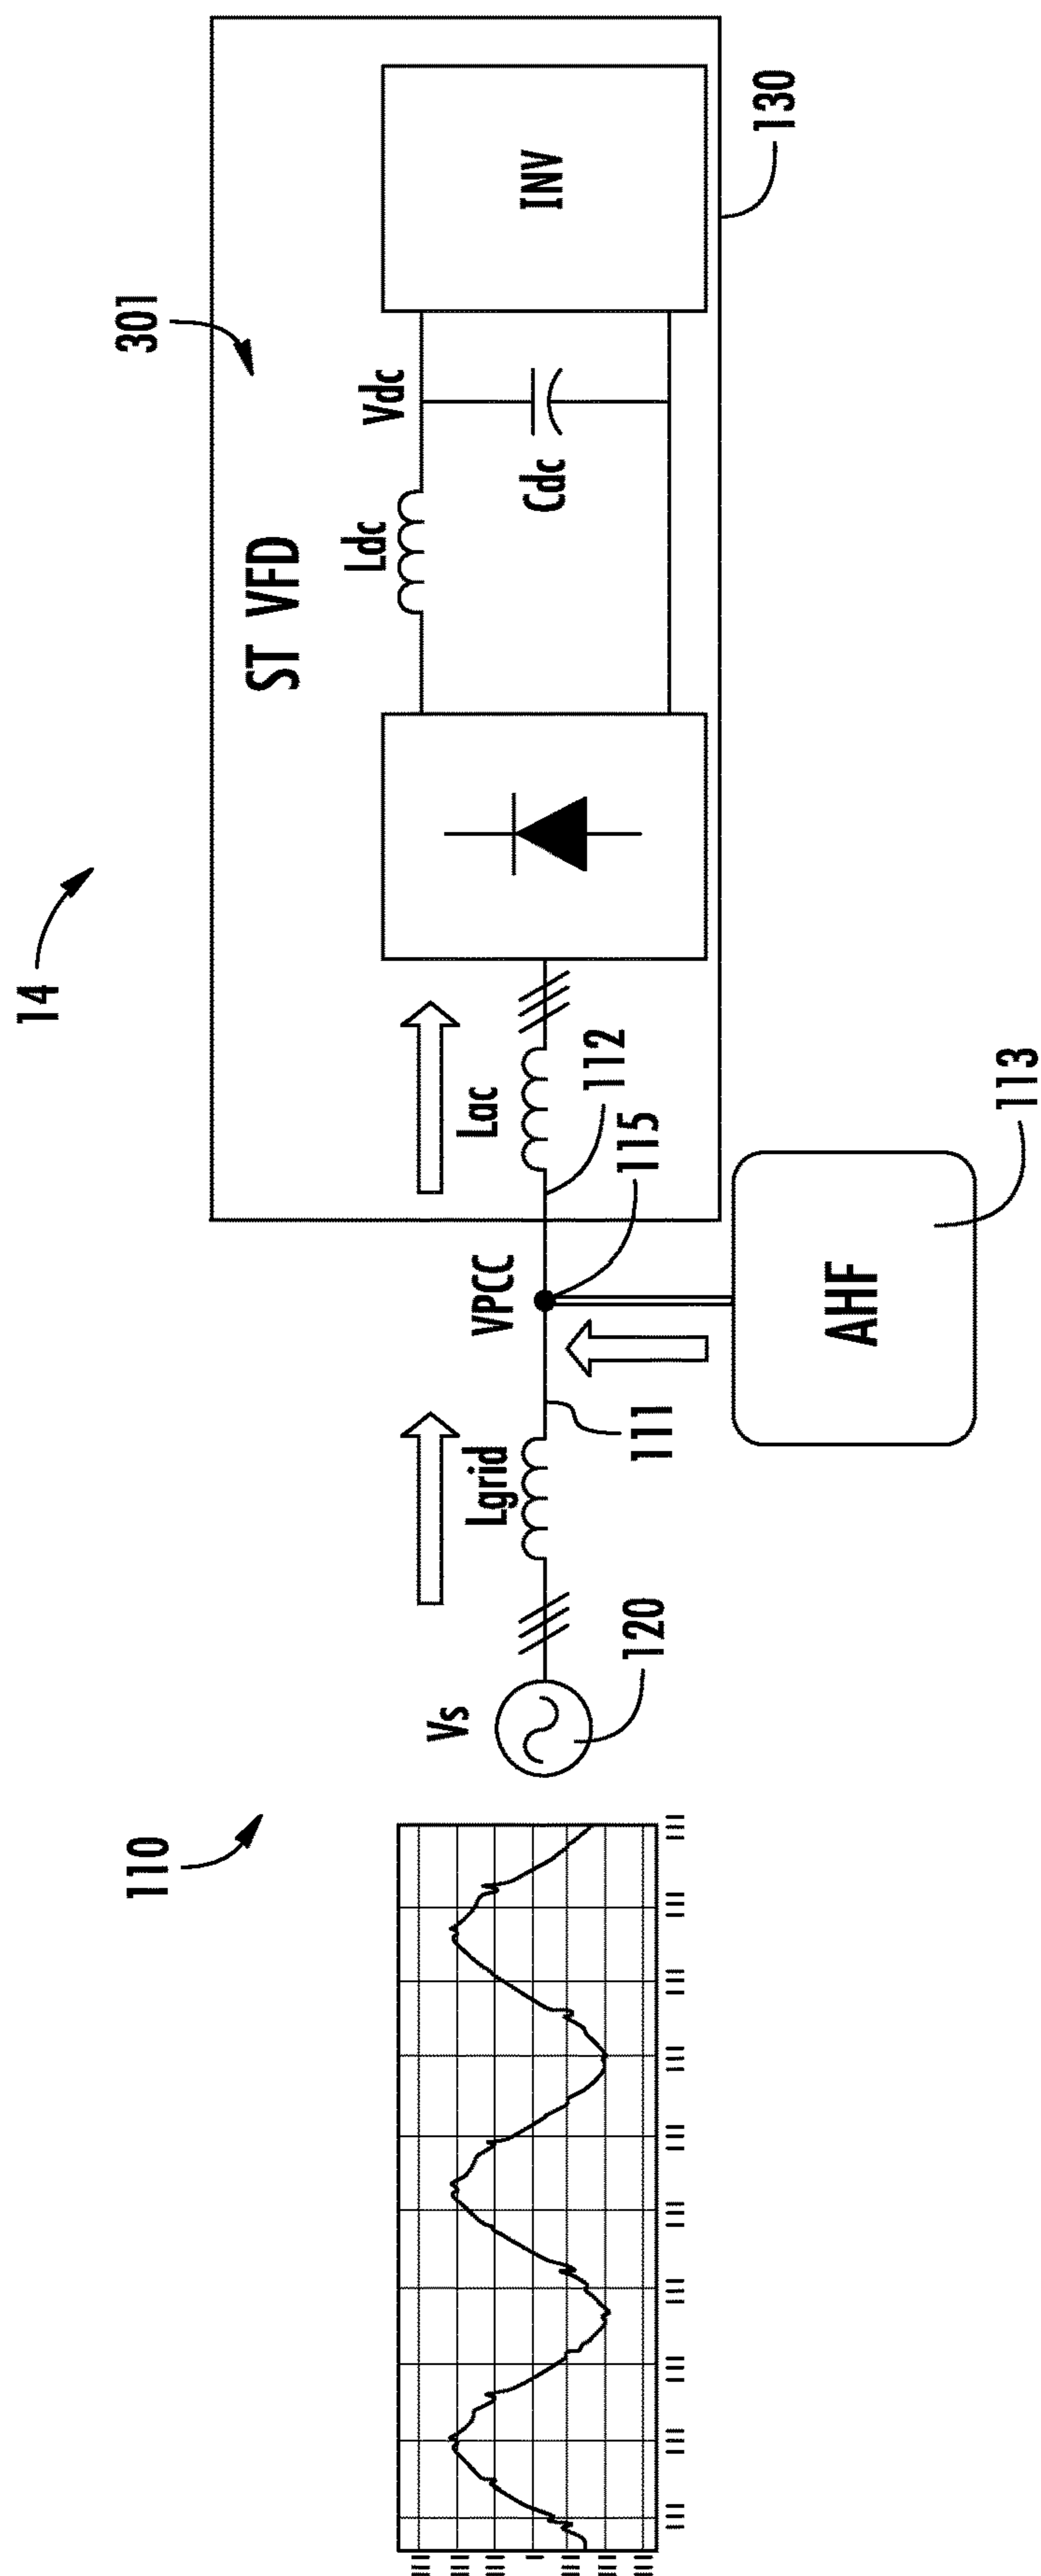 14
301
ST VFD
INV
130
Vdc
Ldc
Cdc
Lac
112
115
VPCC
AHF
113
111
Lgrid
Vs
120
110